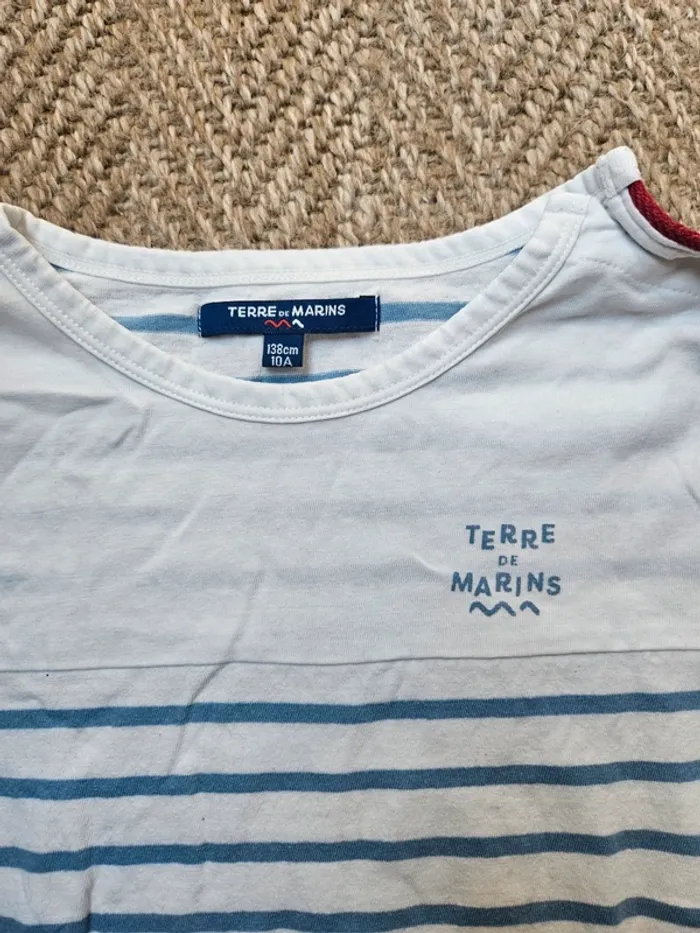 TERRE DE MARINS
138cm
10A
TERRE
DE
MARINS